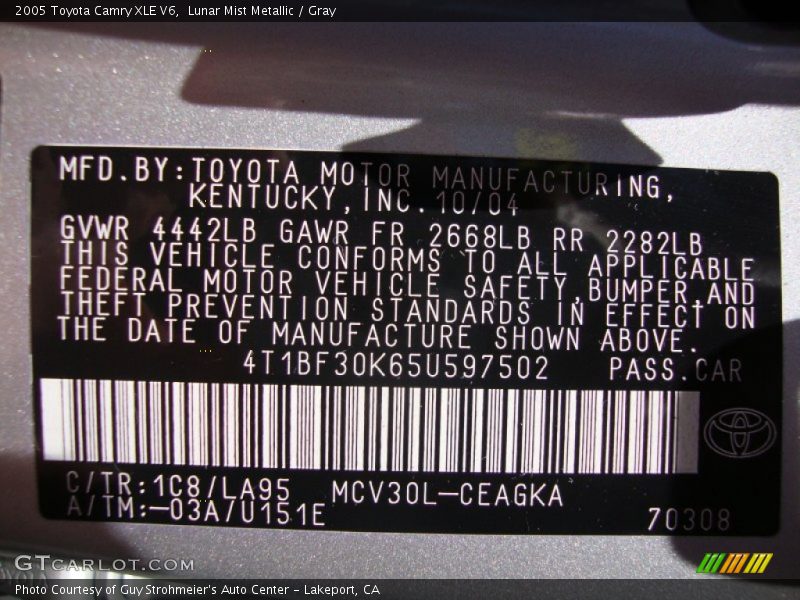 2005 Toyota Camry XLE V6,  Lunar Mist Metallic / Gray
MFD.BY:TOYOTA MOTOR MANUFACTURING,
KENTUCKY,INC. 10/04
GVWR 4442LB GAWR FR 2668LB RR 2282LB
THIS VEHICLE CONFORMS TO ALL APPLICABLE
FEDERAL MOTOR VEHICLE SAFETY,BUMPER,AND
THEFT PREVENTION STANDARDS IN EFFECT ON
THE DATE OF MANUFACTURE SHOWN ABOVE.
4T1BF30K65U597502 PASS.CAR
C/TR:1C8/LA95 MCV30L-CEAGKA
A/TM:-03A/U151E
70308
GTCARLOT.COM
Photo Courtesy of Guy Strohmeier's Auto Center - Lakeport, CA